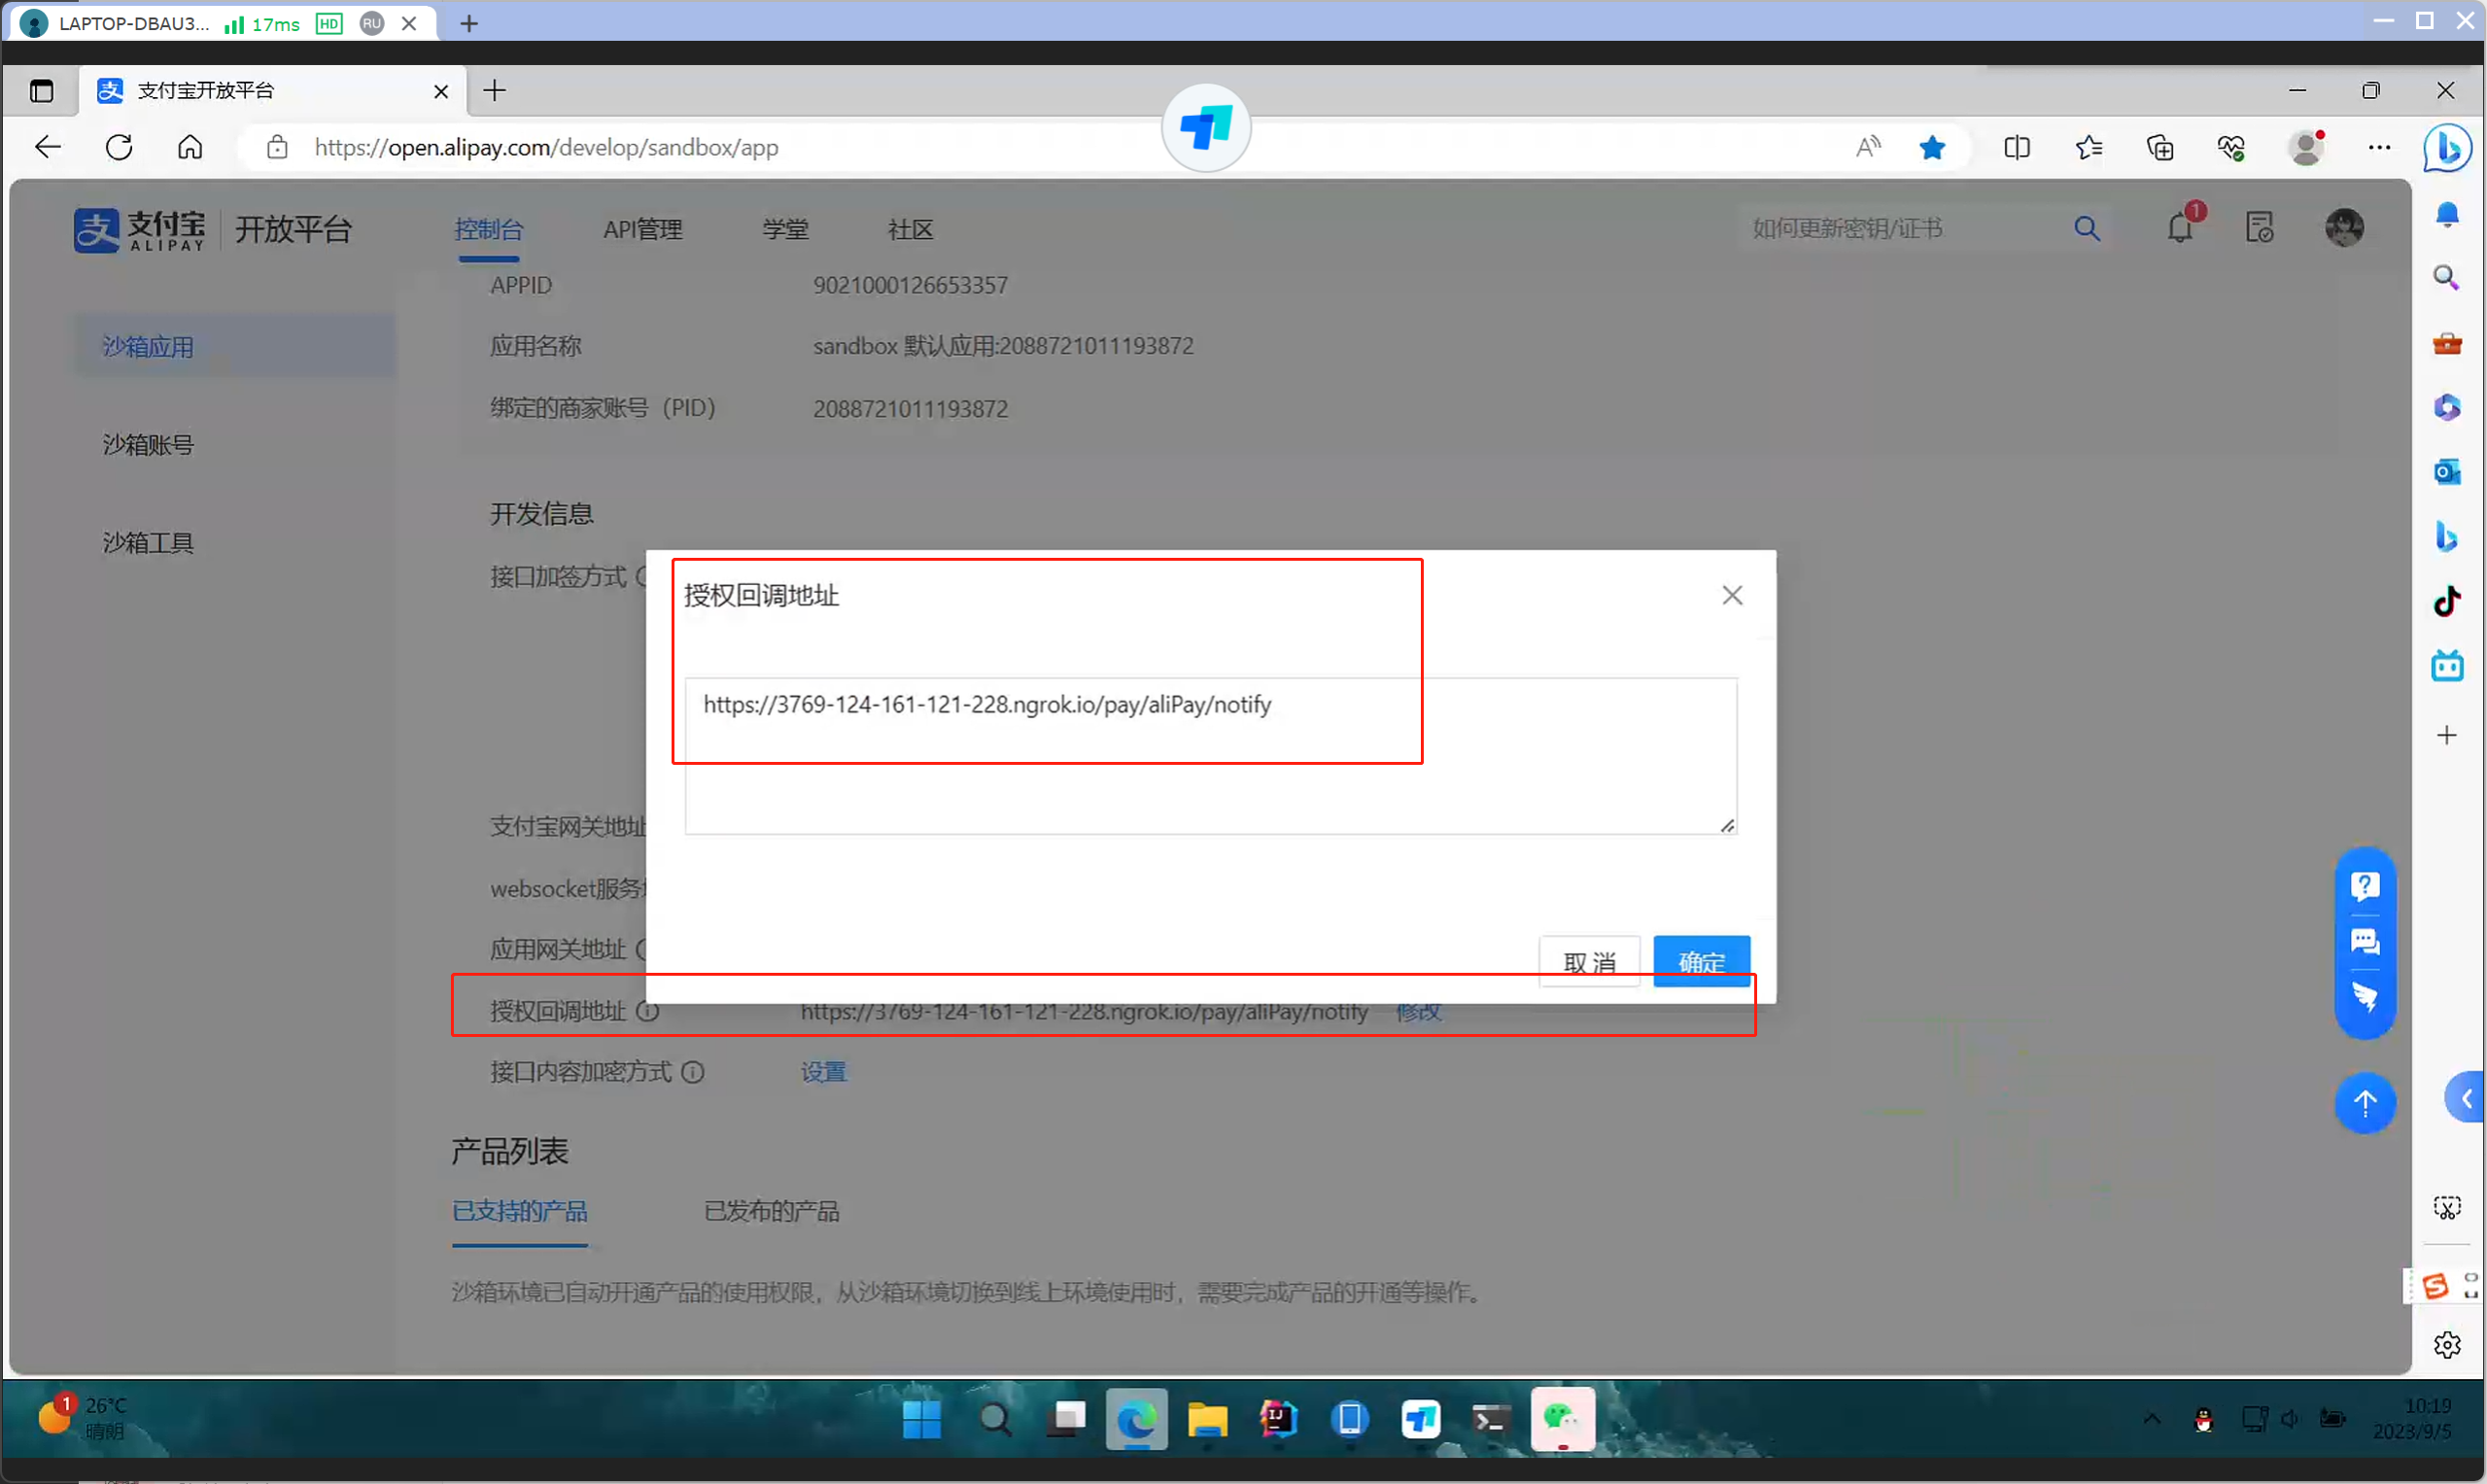 LAPTOP-DBAU3... 17ms HD RU
支付宝开放平台
https://open.alipay.com/develop/sandbox/app
支付宝 ALIPAY 开放平台 控制台 API管理 学堂 社区 如何更新密钥/证书 1
APPID 9021000126653357
沙箱应用
应用名称 sandbox 默认应用:2088721011193872
绑定的商家账号（PID） 2088721011193872
沙箱账号
开发信息
沙箱工具
接口加签方式
授权回调地址
https://3769-124-161-121-228.ngrok.io/pay/aliPay/notify
支付宝网关地址
websocket服务
应用网关地址
取 消 确定
授权回调地址 https://3769-124-161-121-228.ngrok.io/pay/aliPay/notify 修改
接口内容加密方式 设置
产品列表
已支持的产品 已发布的产品
沙箱环境已自动开通产品的使用权限，从沙箱环境切换到线上环境使用时，需要完成产品的开通等操作。
1 26°C
晴朗
10:19
2023/9/5